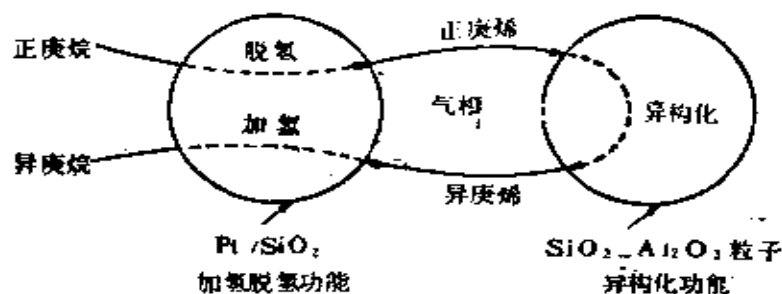 正庚烷
脱氢
正庚烯
加氢
气相
异构化
异庚烷
异庚烯
Pt/SiO₂
加氢脱氢功能
SiO₂-Al₂O₃粒子
异构化功能